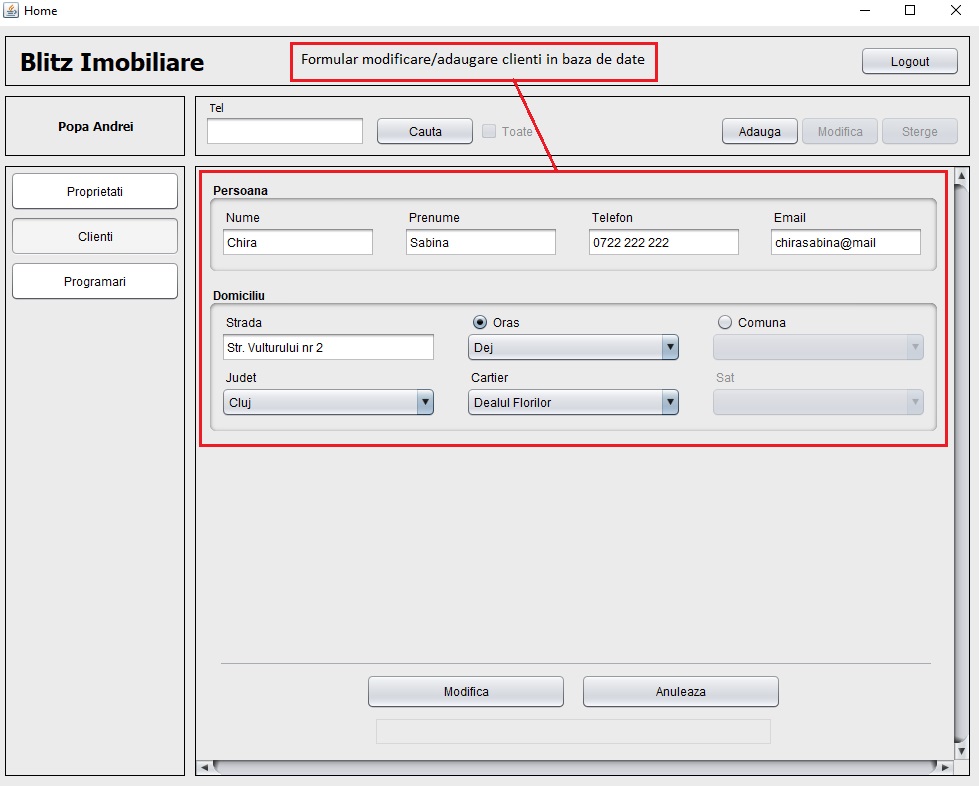 Home
Blitz Imobiliare
Formular modificare/adaugare clienti in baza de date
Logout
Popa Andrei
Tel
Cauta
Toate
Adauga
Modifica
Sterge
Proprietati
Clienti
Programari
Persoana
Nume
Prenume
Telefon
Email
Chira
Sabina
0722 222 222
chirasabina@mail
Domiciliu
Strada
Oras
Comuna
Str. Vulturului nr 2
Dej
Judet
Cartier
Sat
Cluj
Dealul Florilor
Modifica
Anuleaza